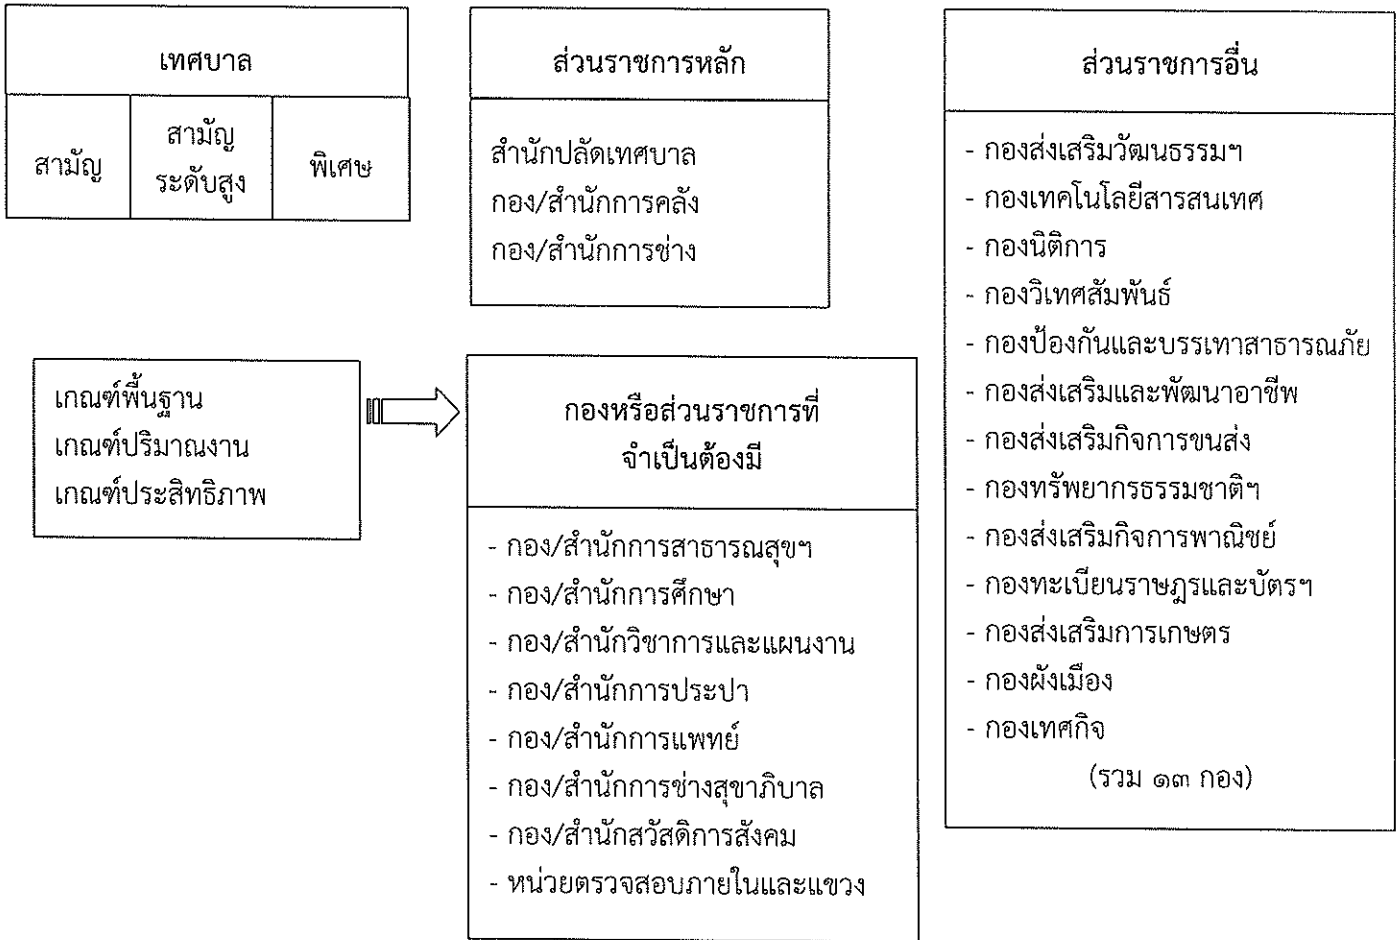 เทศบาล
สามัญ
สามัญ
ระดับสูง
พิเศษ
ส่วนราชการหลัก
สำนักปลัดเทศบาล
กอง/สำนักการคลัง
กอง/สำนักการช่าง
เกณฑ์พื้นฐาน
เกณฑ์ปริมาณงาน
เกณฑ์ประสิทธิภาพ
กองหรือส่วนราชการที่
จำเป็นต้องมี
- กอง/สำนักการสาธารณสุขฯ
- กอง/สำนักการศึกษา
- กอง/สำนักวิชาการและแผนงาน
- กอง/สำนักการประปา
- กอง/สำนักการแพทย์
- กอง/สำนักการช่างสุขาภิบาล
- กอง/สำนักสวัสดิการสังคม
- หน่วยตรวจสอบภายในและแขวง
ส่วนราชการอื่น
- กองส่งเสริมวัฒนธรรมฯ
- กองเทคโนโลยีสารสนเทศ
- กองนิติการ
- กองวิเทศสัมพันธ์
- กองป้องกันและบรรเทาสาธารณภัย
- กองส่งเสริมและพัฒนาอาชีพ
- กองส่งเสริมกิจการขนส่ง
- กองทรัพยากรธรรมชาติฯ
- กองส่งเสริมกิจการพาณิชย์
- กองทะเบียนราษฎรและบัตรฯ
- กองส่งเสริมการเกษตร
- กองผังเมือง
- กองเทศกิจ
(รวม ๑๓ กอง)